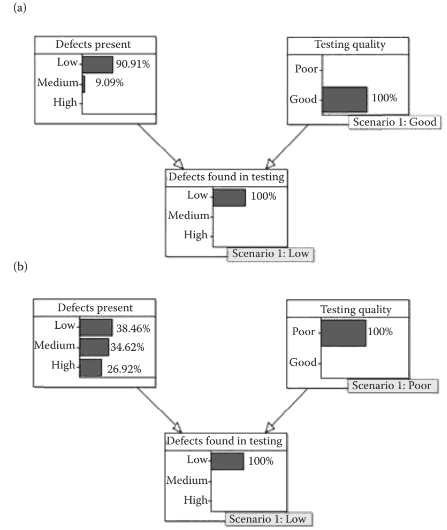 (a)
Defects present
Low
90.91%
Medium
9.09%
High
Testing quality
Poor
Good
100%
Scenario 1: Good
Defects found in testing
Low
100%
Medium
High
Scenario 1: Low
(b)
Defects present
Low
38.46%
Medium
34.62%
High
26.92%
Testing quality
Poor
100%
Good
Scenario 1: Poor
Defects found in testing
Low
100%
Medium
High
Scenario 1: Low